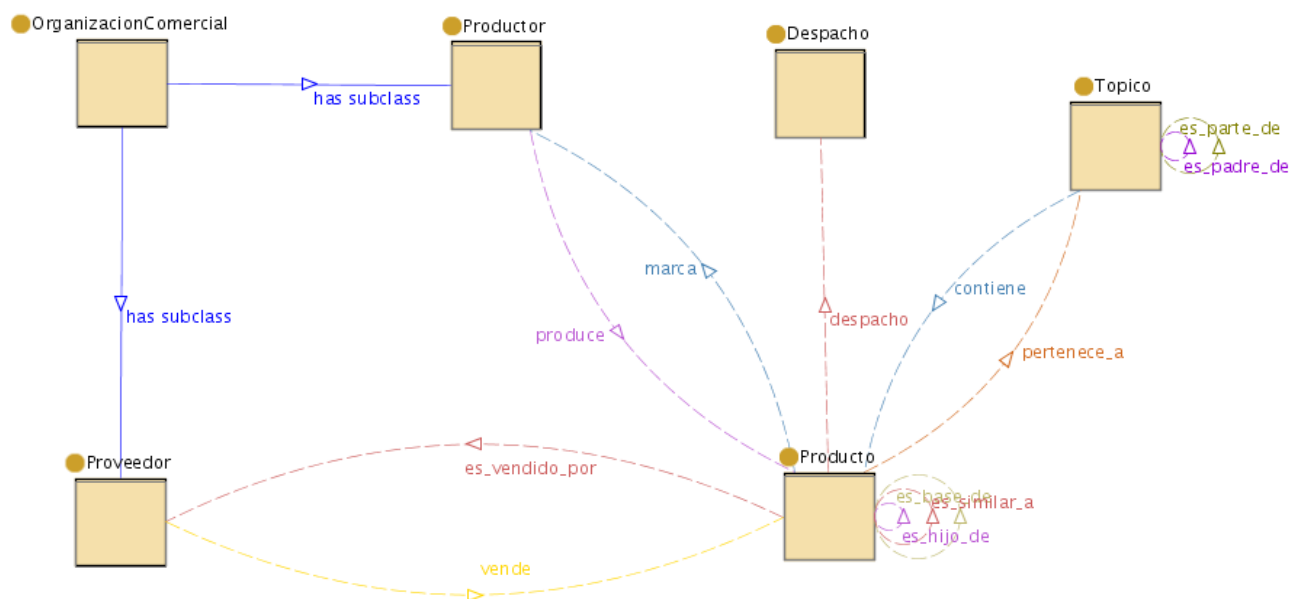 OrganizacionComercial
Productor
Despacho
Topico
has subclass
es_parte_de
es_padre_de
marca
contiene
has subclass
produce
despacho
pertenece_a
Proveedor
Producto
es_vendido_por
es_base_de
es_similar_a
es_hijo_de
vende